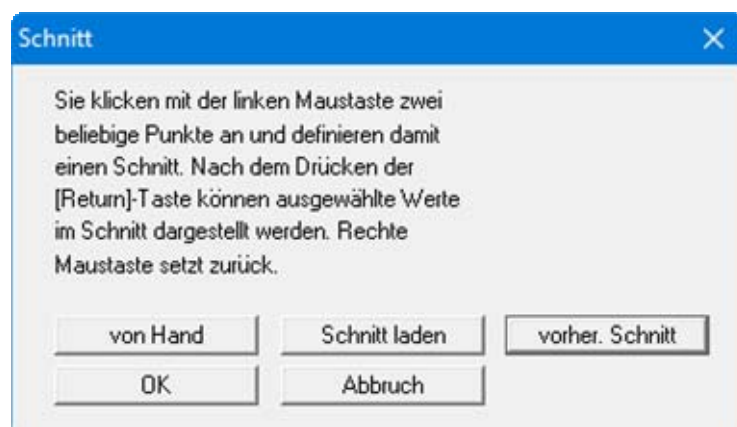 Schnitt
Sie klicken mit der linken Maustaste zwei
beliebige Punkte an und definieren damit
einen Schnitt. Nach dem Drücken der
[Return]-Taste können ausgewählte Werte
im Schnitt dargestellt werden. Rechte
Maustaste setzt zurück.
von Hand Schnitt laden vorher. Schnitt
OK Abbruch